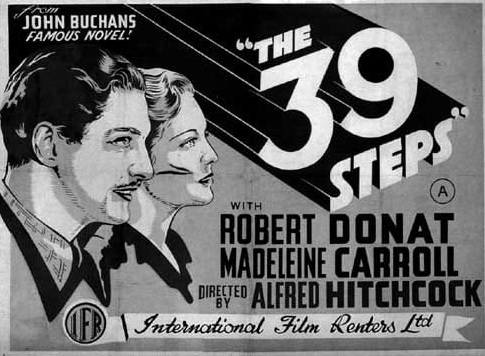 from
JOHN BUCHANS
FAMOUS NOVEL!
"THE
39
STEPS"
A
WITH
ROBERT DONAT
MADELEINE CARROLL
DIRECTED BY ALFRED HITCHCOCK
IFR
International Film Renters Ltd